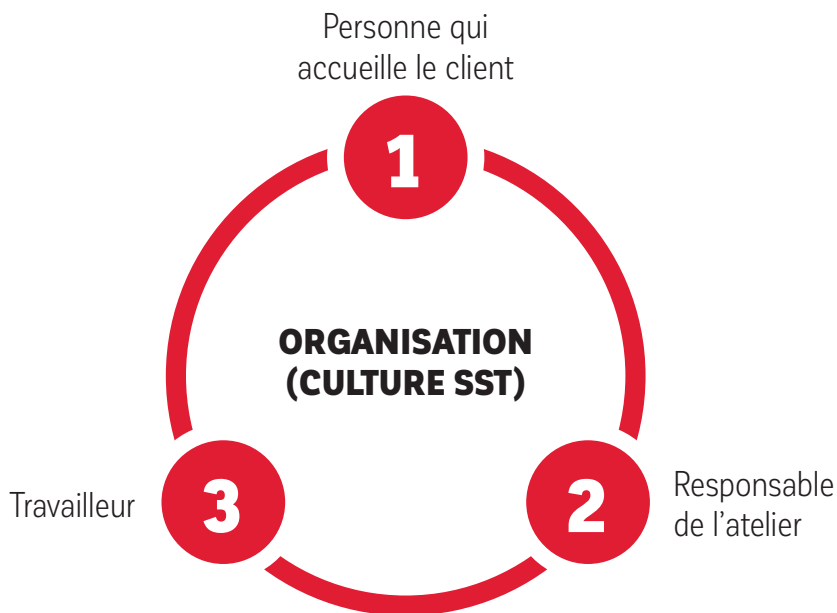 Personne qui
accueille le client
1
ORGANISATION
(CULTURE SST)
Travailleur
3
2
Responsable
de l'atelier